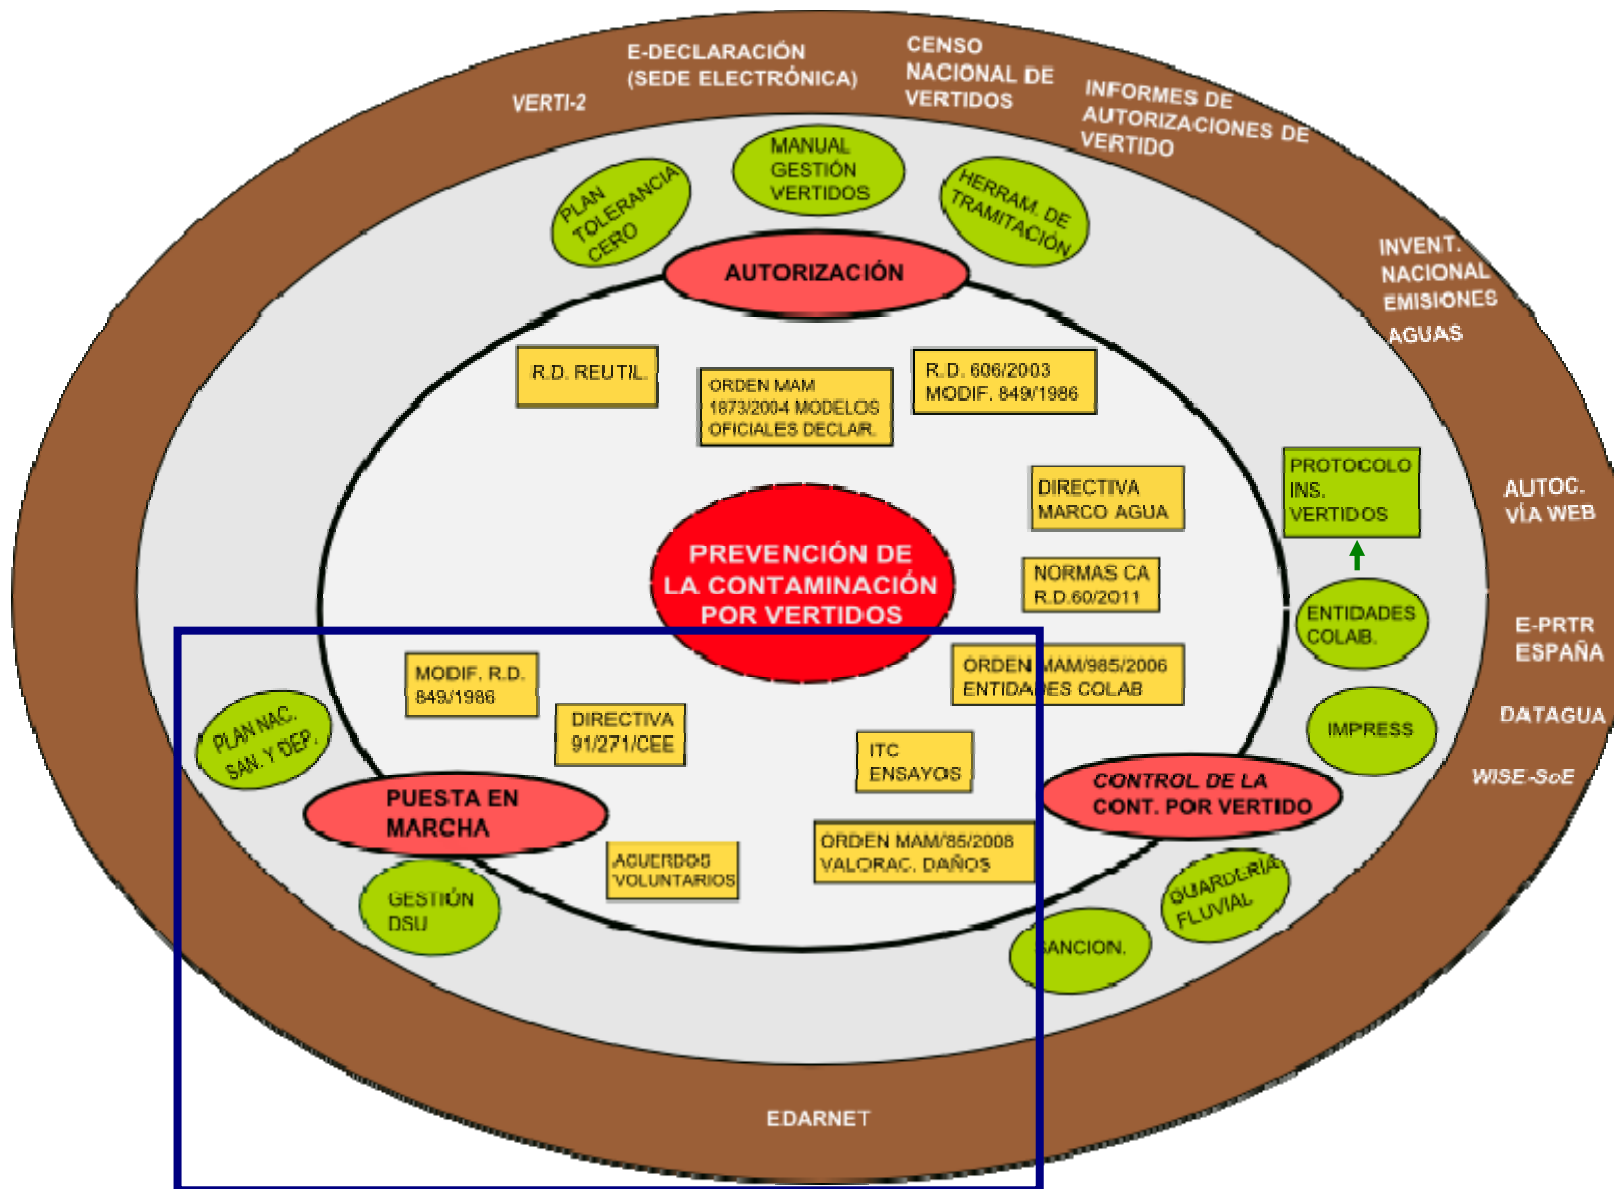 E-DECLARACIÓN
(SEDE ELECTRÓNICA)
CENSO
NACIONAL DE
VERTIDOS
VERTI-2
INFORMES DE
AUTORIZACIONES DE
VERTIDO
MANUAL
GESTIÓN
VERTIDOS
PLAN
TOLERANCIA
CERO
HERRAM. DE
TRAMITACIÓN
INVENT.
NACIONAL
EMISIONES
AGUAS
AUTORIZACIÓN
R.D. REUTIL.
ORDEN MAM
1873/2004 MODELOS
OFICIALES DECLAR.
R.D. 606/2003
MODIF. 849/1986
DIRECTIVA
MARCO AGUA
PROTOCOLO
INS.
VERTIDOS
AUTOC.
VÍA WEB
PREVENCIÓN DE
LA CONTAMINACIÓN
POR VERTIDOS
NORMAS CA
R.D.60/2011
ENTIDADES
COLAB.
E-PRTR
ESPAÑA
MODIF. R.D.
849/1986
ORDEN MAM/985/2006
ENTIDADES COLAB
DIRECTIVA
91/271/CEE
PLAN NAC.
SAN. Y DEP.
ITC
ENSAYOS
IMPRESS
DATAGUA
WISE-SoE
PUESTA EN
MARCHA
CONTROL DE LA
CONT. POR VERTIDO
ACUERDOS
VOLUNTARIOS
ORDEN MAM/85/2008
VALORAC. DAÑOS
GESTIÓN
DSU
GUARDERIA
FLUVIAL
SANCION.
EDARNET